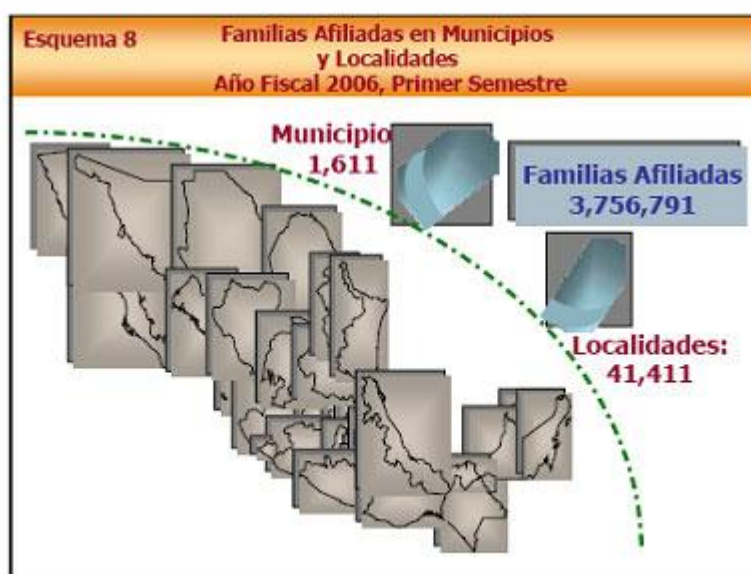 Esquema 8
Familias Afiliadas en Municipios
y Localidades
Año Fiscal 2006, Primer Semestre
Municipio
1,611
Familias Afiliadas
3,756,791
Localidades:
41,411